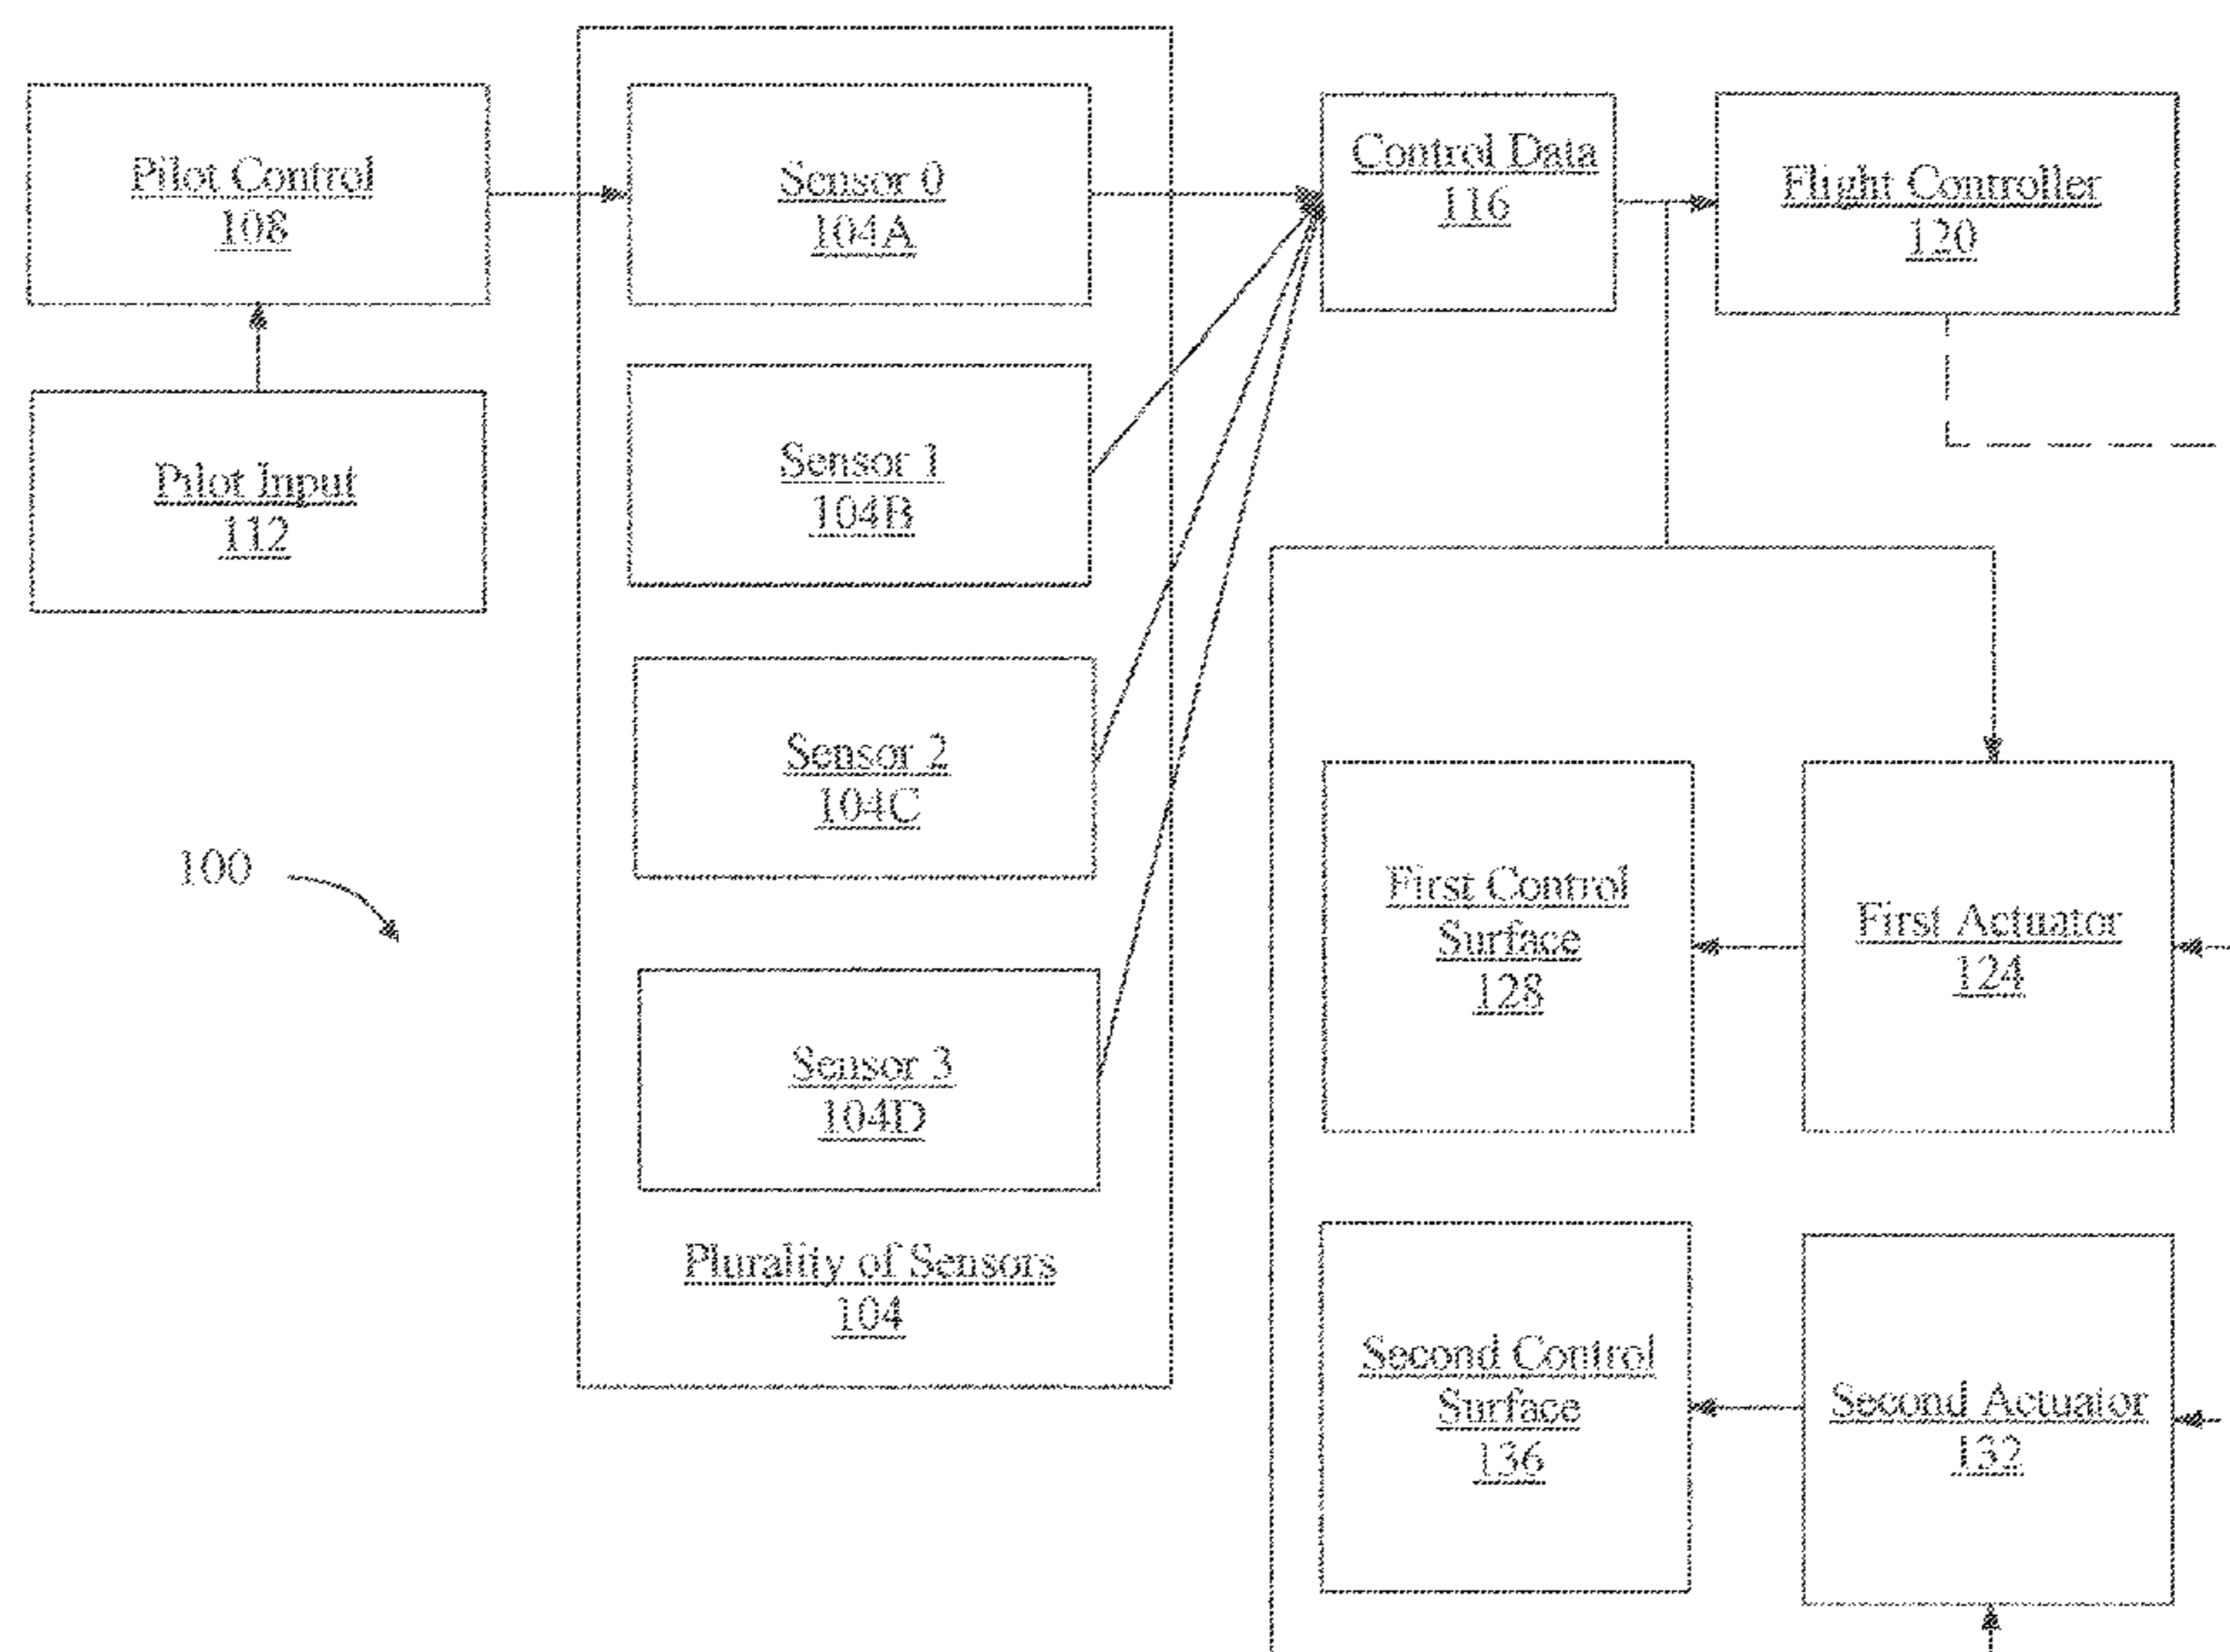 Pilot Control
108
Pilot Input
112
Sensor 0
104A
Sensor 1
104B
Sensor 2
104C
Sensor 3
104D
Plurality of Sensors
104
Control Data
116
Flight Controller
120
First Control
Surface
128
First Actuator
124
Second Control
Surface
136
Second Actuator
132
100